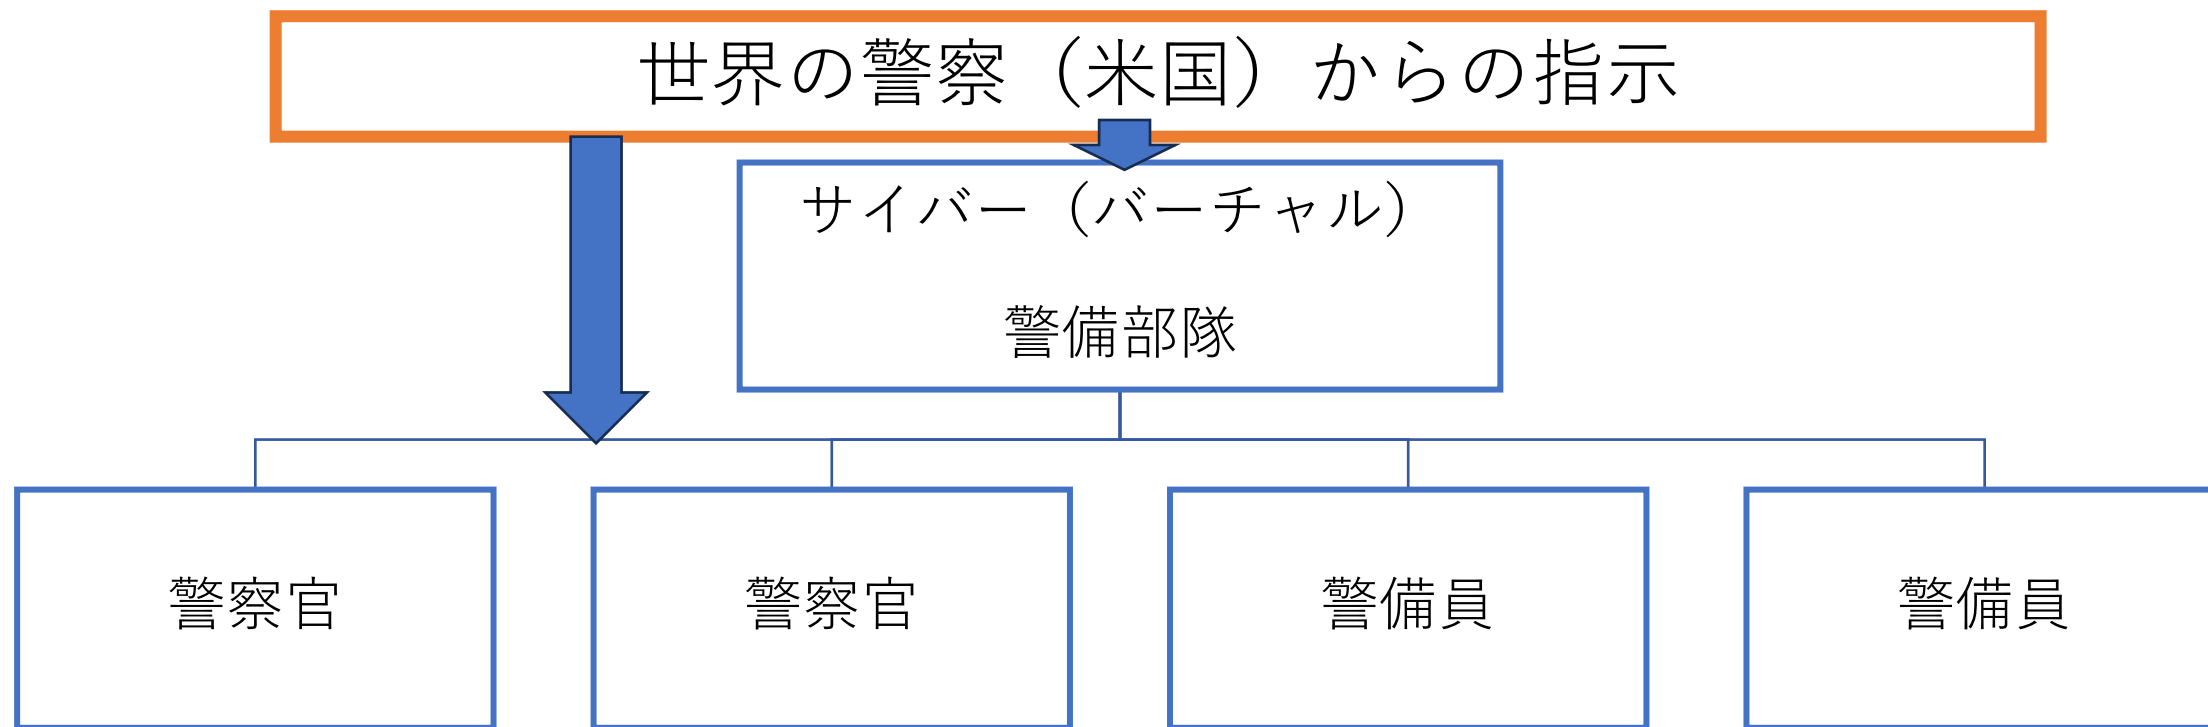 世界の警察（米国）からの指示
サイバー（バーチャル）
警備部隊
警察官
警察官
警備員
警備員